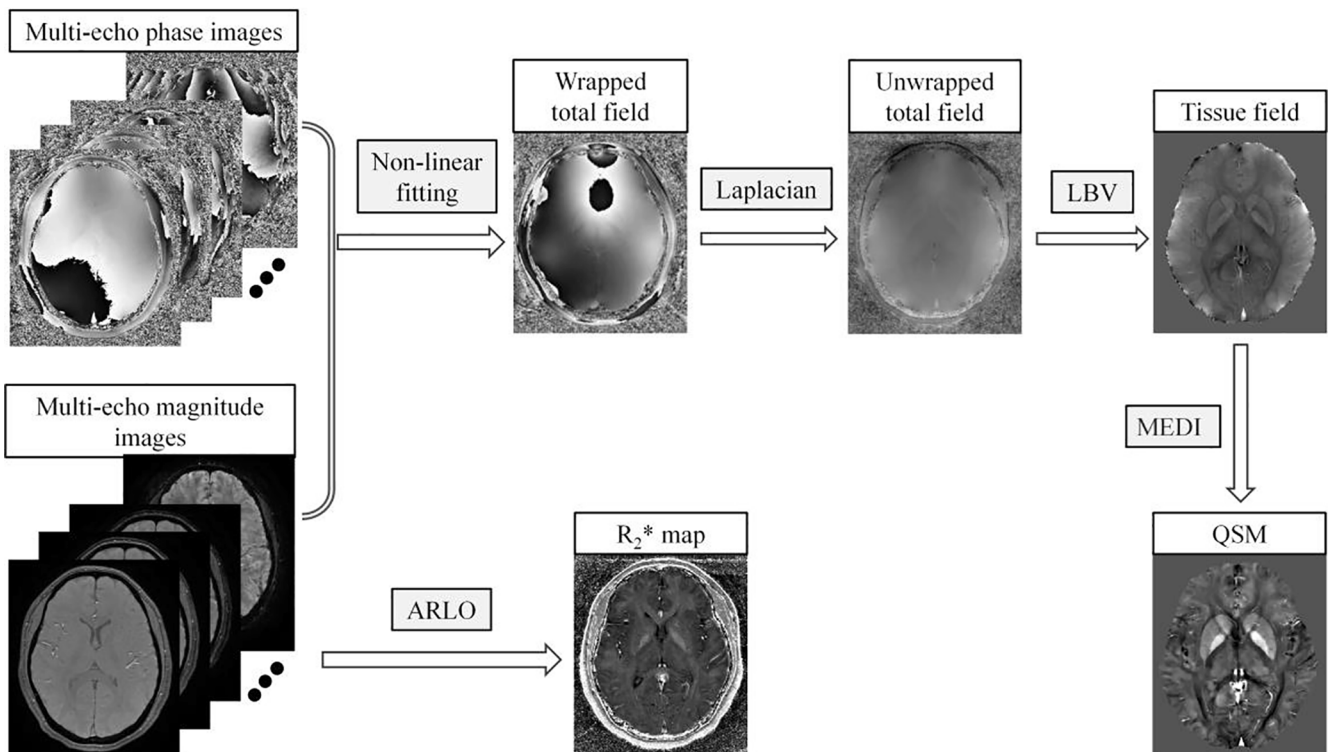 Multi-echo phase images
Non-linear
fitting
Wrapped
total field
Laplacian
Unwrapped
total field
LBV
Tissue field
MEDI
QSM
Multi-echo magnitude
images
ARLO
R₂* map